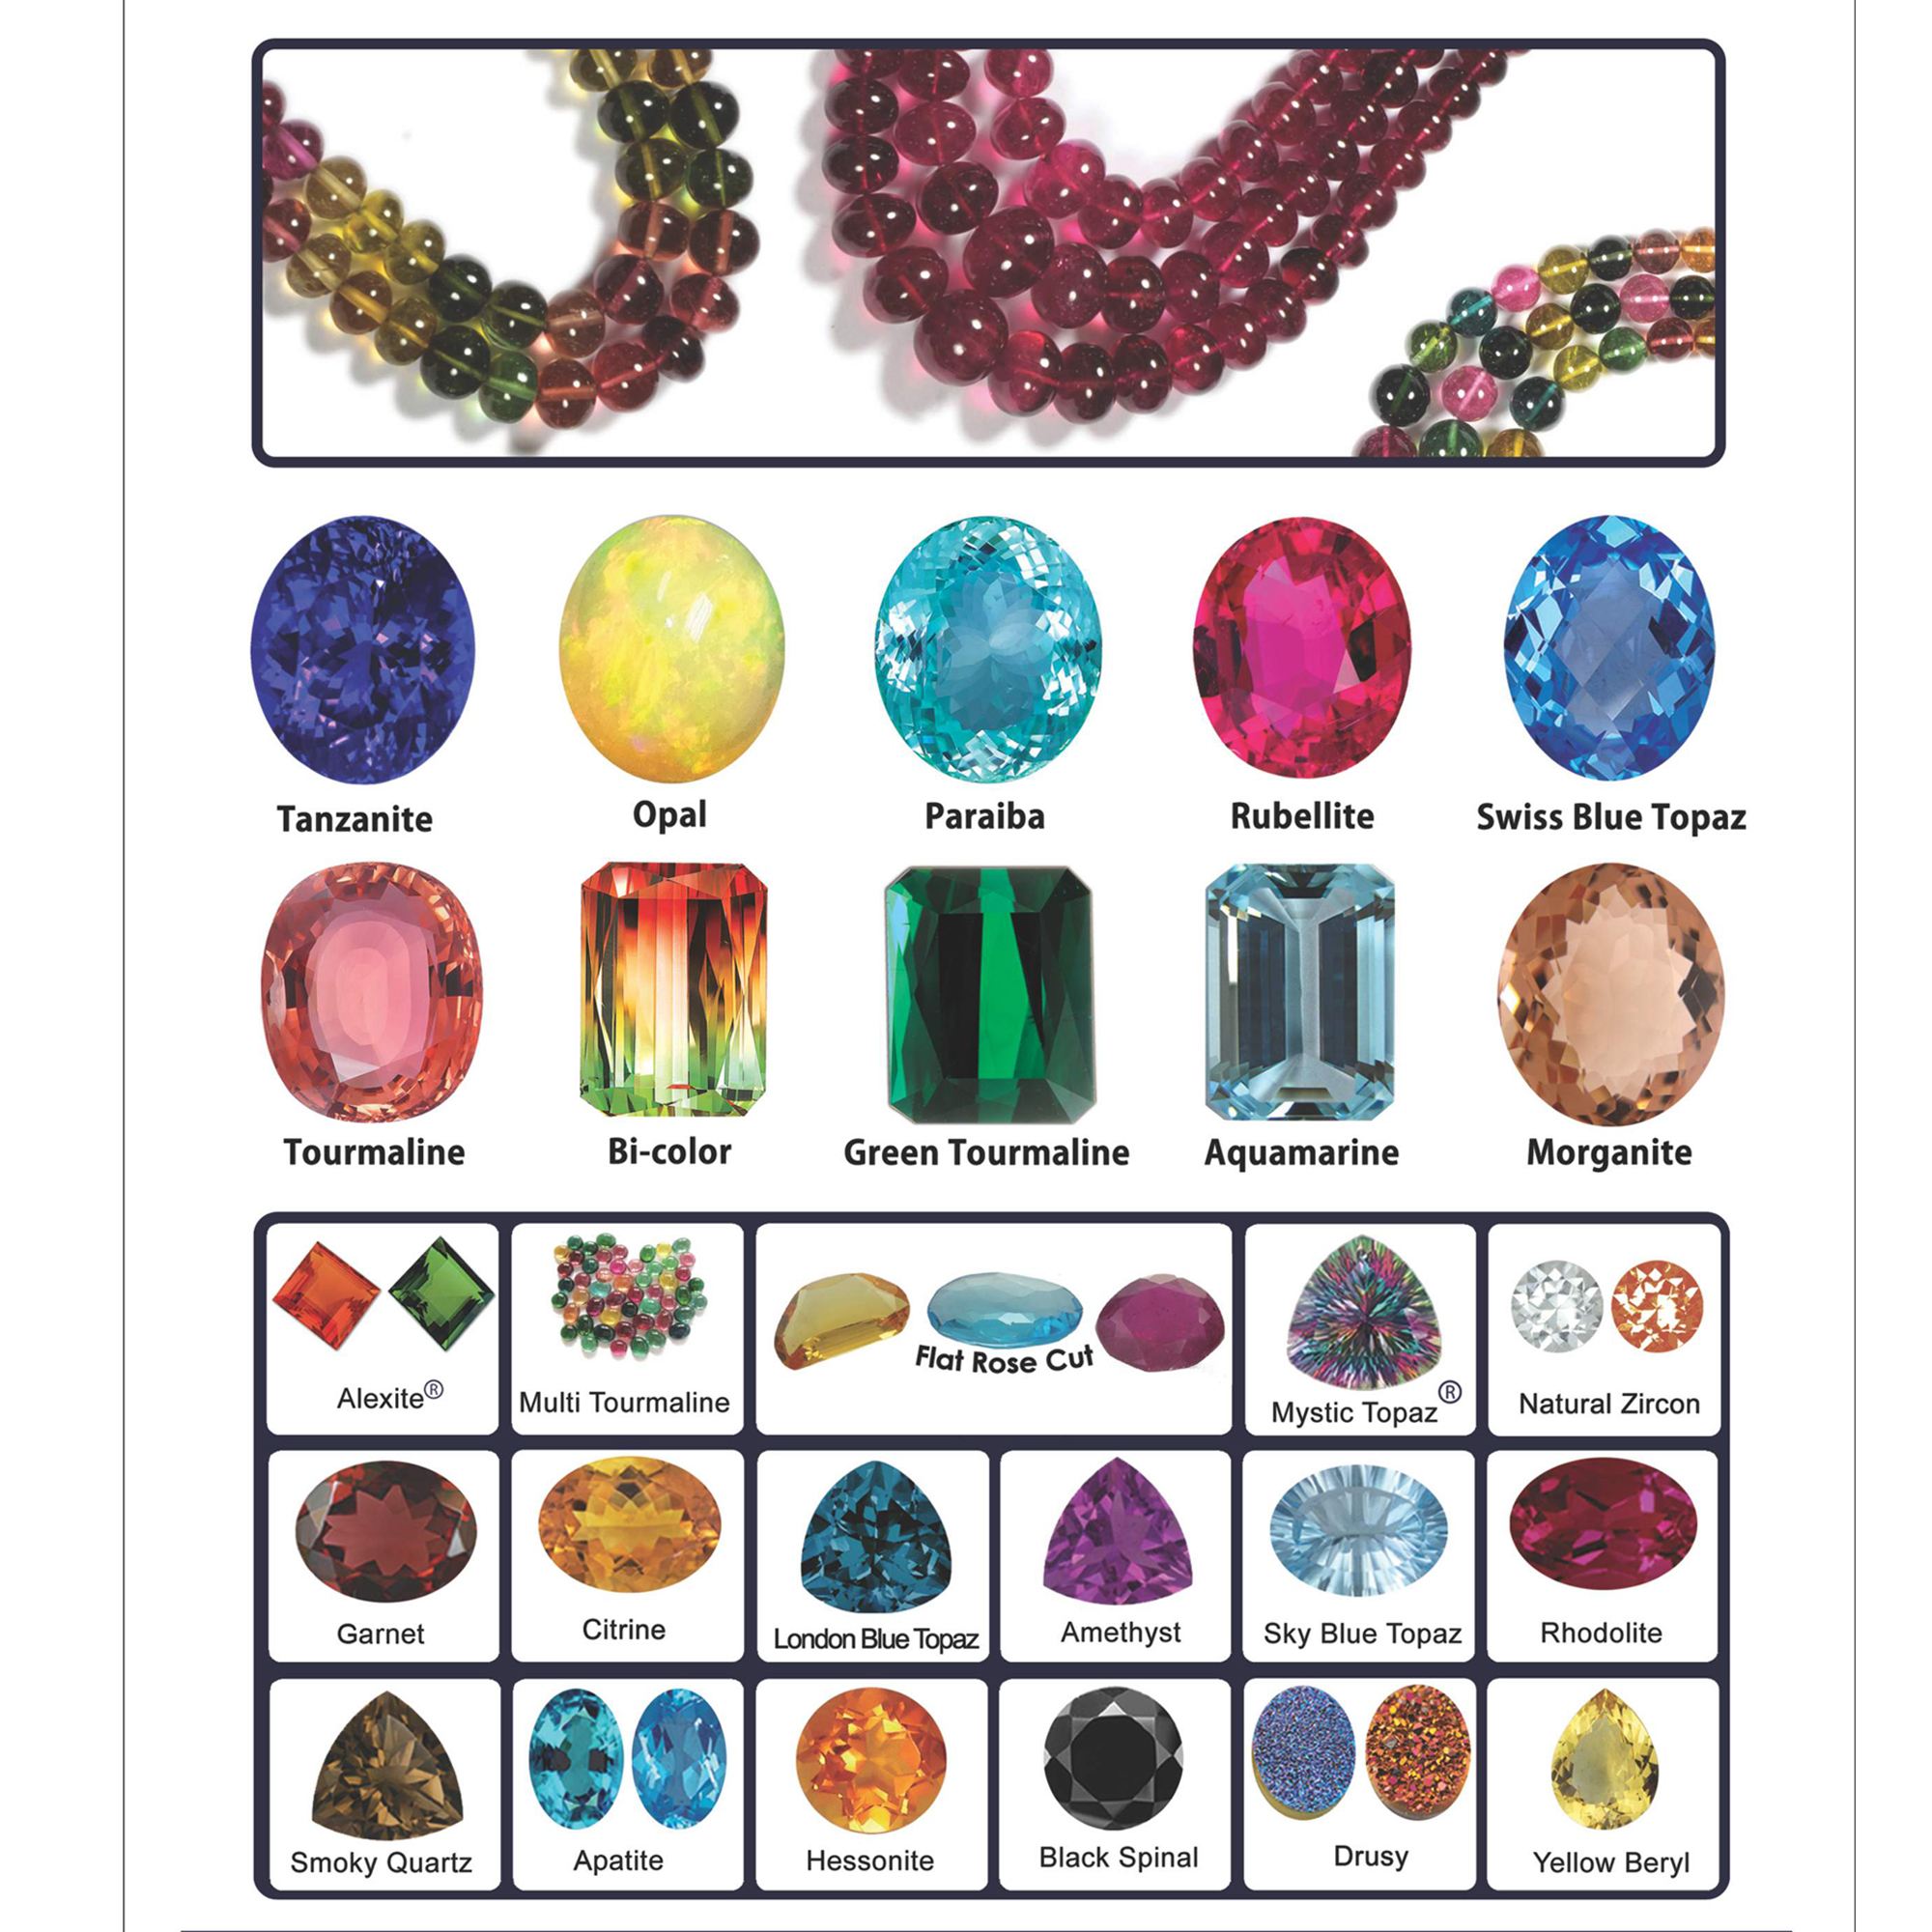 Tanzanite
Opal
Paraiba
Rubellite
Swiss Blue Topaz
Tourmaline
Bi-color
Green Tourmaline
Aquamarine
Morganite
Alexite®
Multi Tourmaline
Flat Rose Cut
Mystic Topaz®
Natural Zircon
Garnet
Citrine
London Blue Topaz
Amethyst
Sky Blue Topaz
Rhodolite
Smoky Quartz
Apatite
Hessonite
Black Spinal
Drusy
Yellow Beryl